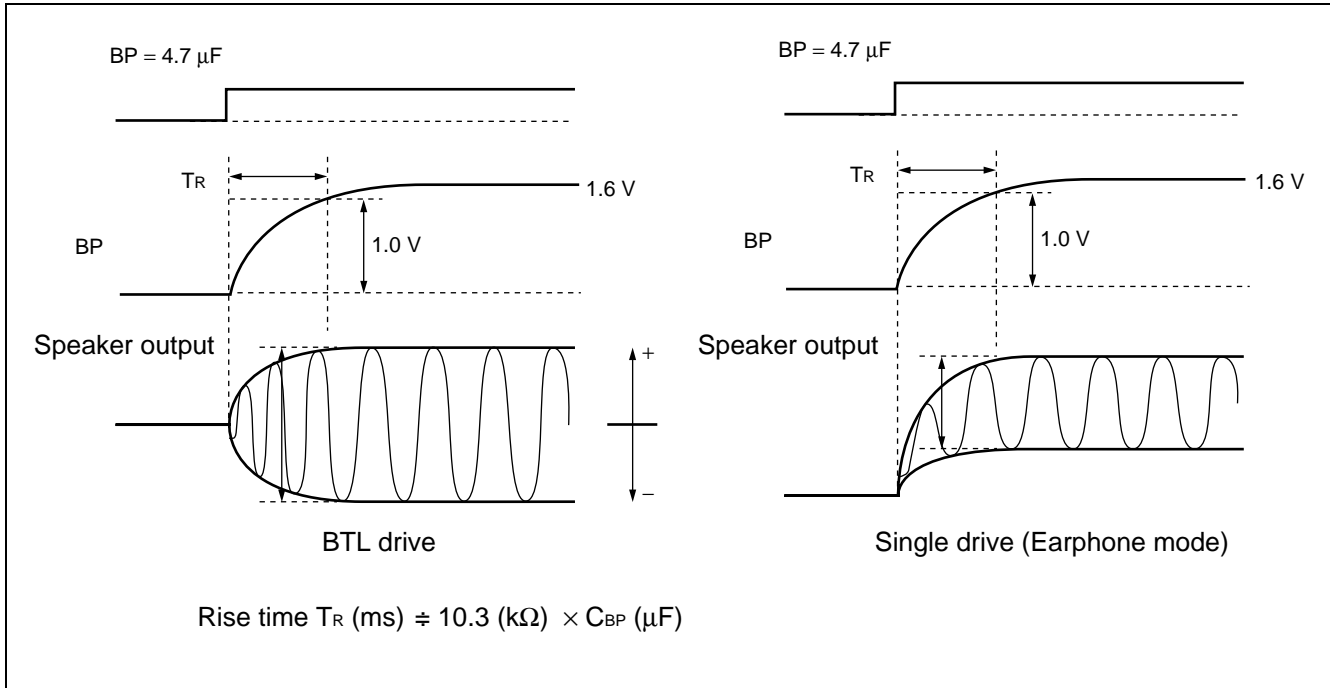 BP = 4.7 μF
TR
1.6 V
BP
1.0 V
Speaker output
+
−
BTL drive
BP = 4.7 μF
TR
1.6 V
BP
1.0 V
Speaker output
Single drive (Earphone mode)
Rise time TR (ms) ≑ 10.3 (kΩ) × CBP (μF)